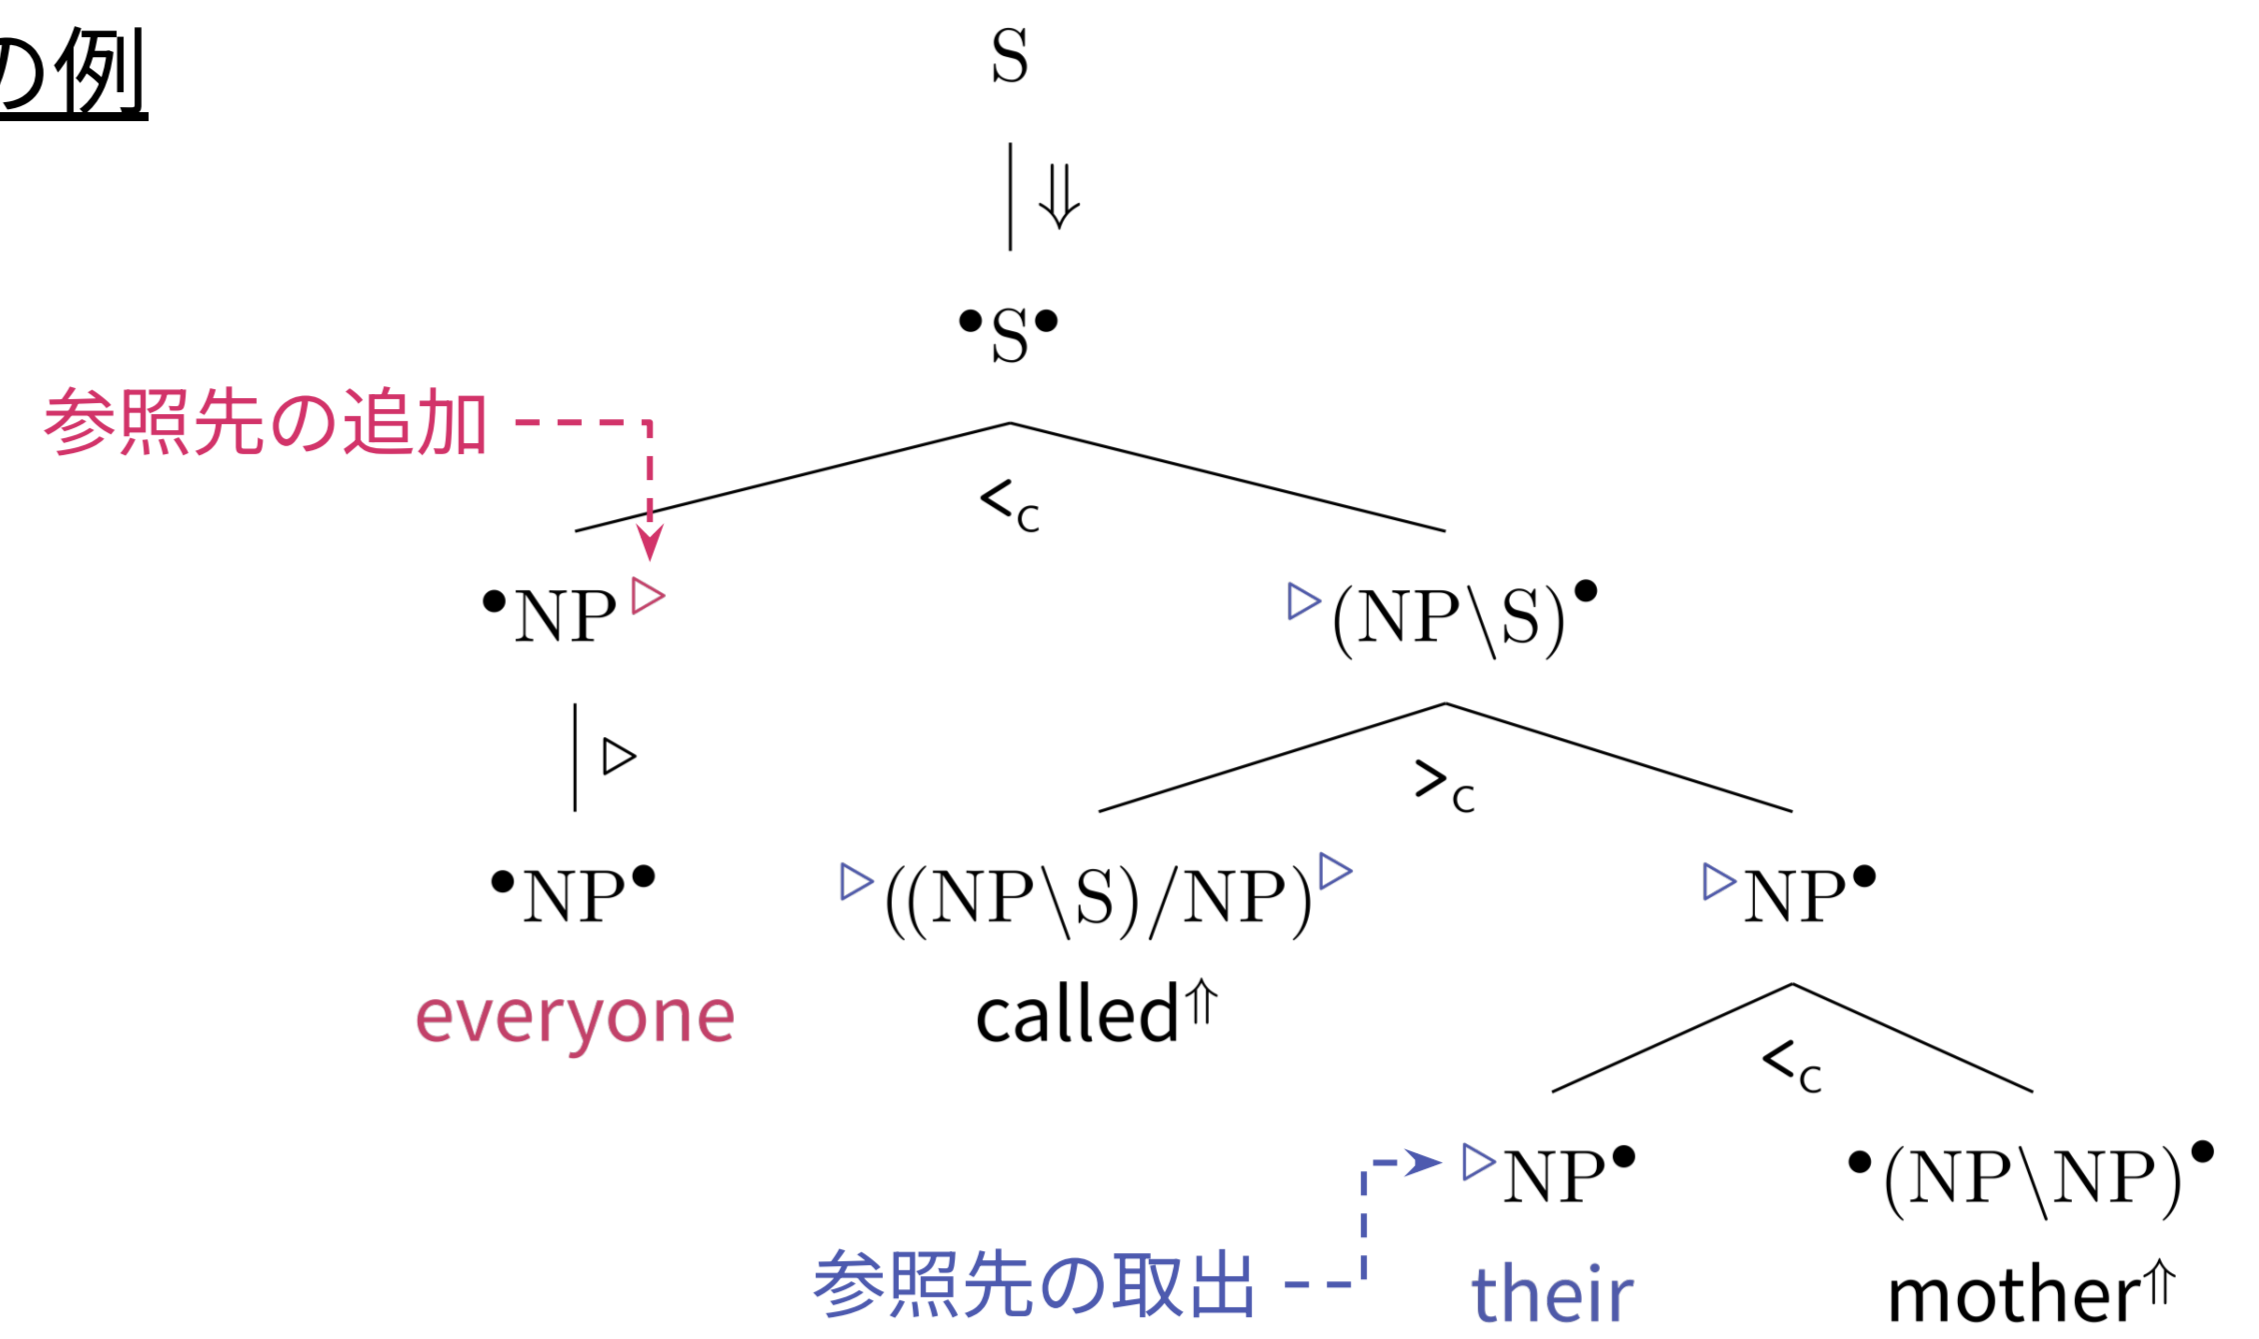 の例
S
⇓
•S•
参照先の追加
<c
•NP▷ ▷(NP\S)•
▷ >c
•NP• ▷((NP\S)/NP)▷ ▷NP•
everyone called⇑
<c
▷NP• •(NP\NP)•
参照先の取出 their mother⇑